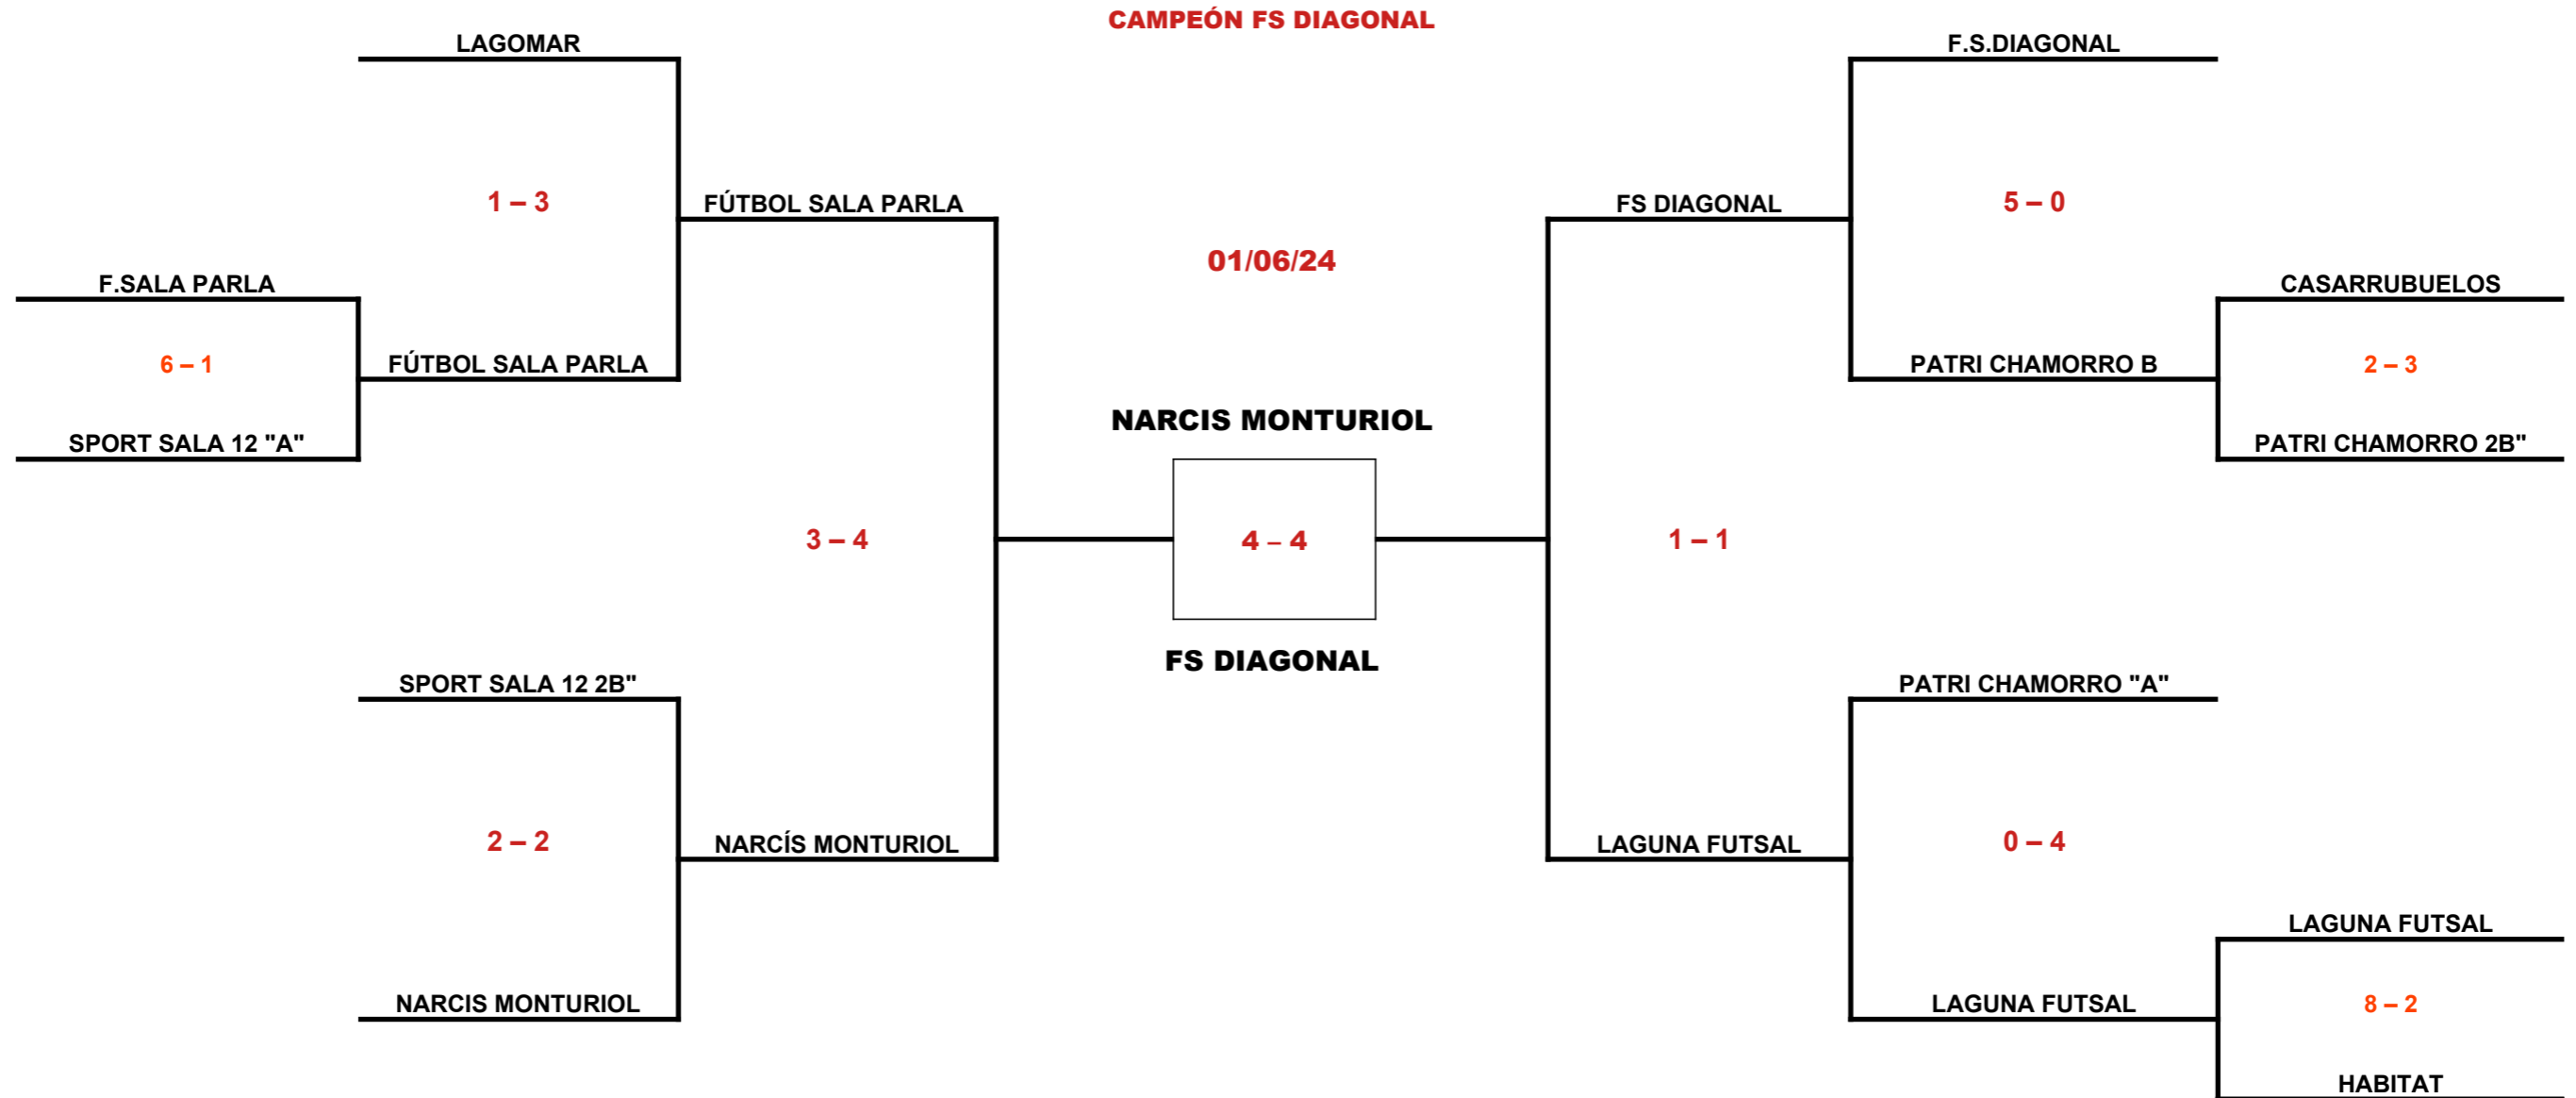 CAMPEÓN FS DIAGONAL
LAGOMAR
F.S.DIAGONAL
1 – 3
FÚTBOL SALA PARLA
FS DIAGONAL
5 – 0
01/06/24
F.SALA PARLA
CASARRUBUELOS
6 – 1
FÚTBOL SALA PARLA
PATRI CHAMORRO B
2 – 3
NARCIS MONTURIOL
SPORT SALA 12 "A"
PATRI CHAMORRO 2B"
3 – 4
4 – 4
1 – 1
FS DIAGONAL
SPORT SALA 12 2B"
PATRI CHAMORRO "A"
2 – 2
NARCÍS MONTURIOL
LAGUNA FUTSAL
0 – 4
LAGUNA FUTSAL
NARCIS MONTURIOL
LAGUNA FUTSAL
8 – 2
HABITAT